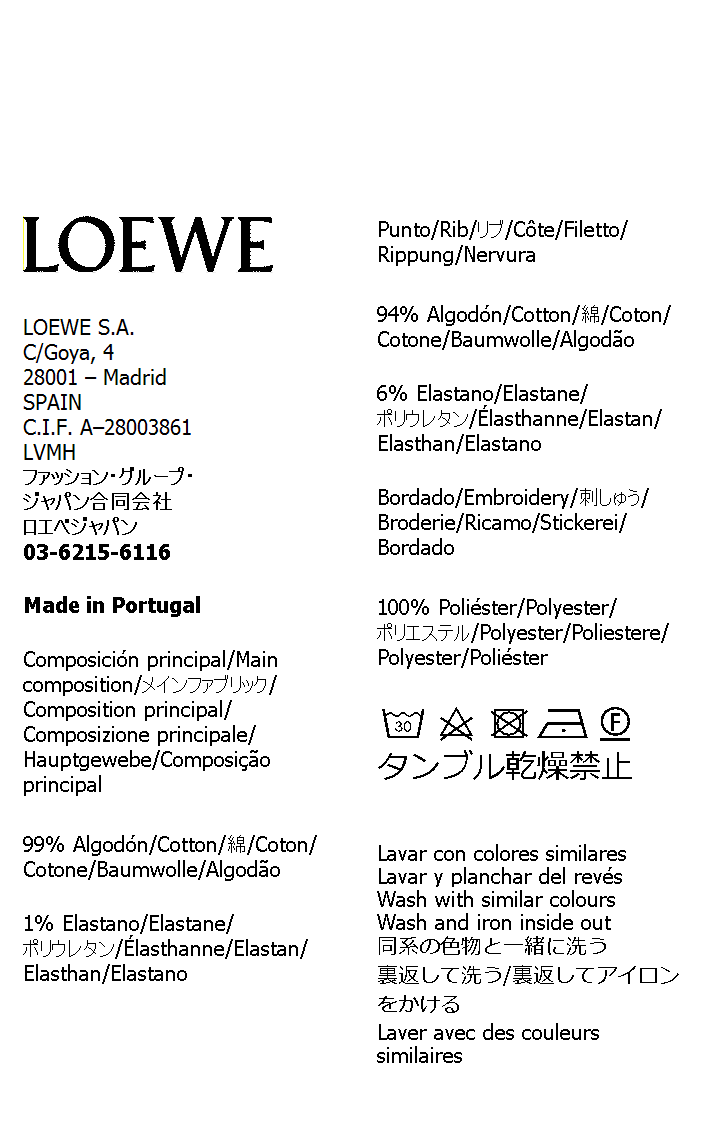 LOEWE
LOEWE S.A.
C/Goya, 4
28001 – Madrid
SPAIN
C.I.F. A–28003861
LVMH
ファッション・グループ・
ジャパン合同会社
ロエベジャパン
03-6215-6116
Made in Portugal
Composición principal/Main
composition/メインファブリック/
Composition principal/
Composizione principale/
Hauptgewebe/Composição
principal
99% Algodón/Cotton/綿/Coton/
Cotone/Baumwolle/Algodão
1% Elastano/Elastane/
ポリウレタン/Élasthanne/Elastan/
Elasthan/Elastano
Punto/Rib/リブ/Côte/Filetto/
Rippung/Nervura
94% Algodón/Cotton/綿/Coton/
Cotone/Baumwolle/Algodão
6% Elastano/Elastane/
ポリウレタン/Élasthanne/Elastan/
Elasthan/Elastano
Bordado/Embroidery/刺しゅう/
Broderie/Ricamo/Stickerei/
Bordado
100% Poliéster/Polyester/
ポリエステル/Polyester/Poliestere/
Polyester/Poliéster
30 F
タンブル乾燥禁止
Lavar con colores similares
Lavar y planchar del revés
Wash with similar colours
Wash and iron inside out
同系の色物と一緒に洗う
裏返して洗う/裏返してアイロン
をかける
Laver avec des couleurs
similaires